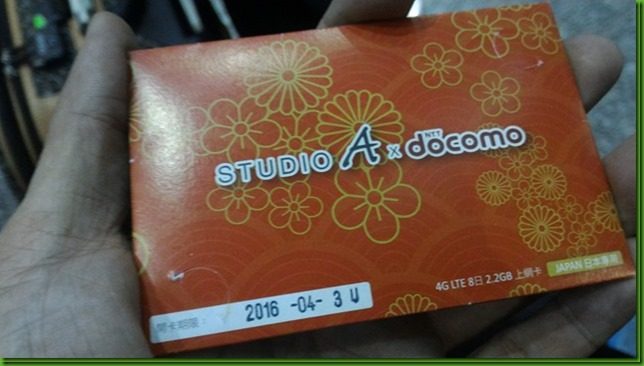 STUDIO A x NTT docomo
4G LTE 8日 2.2GB 上網卡
JAPAN 日本專用
開卡期限：
2016 -04- 3